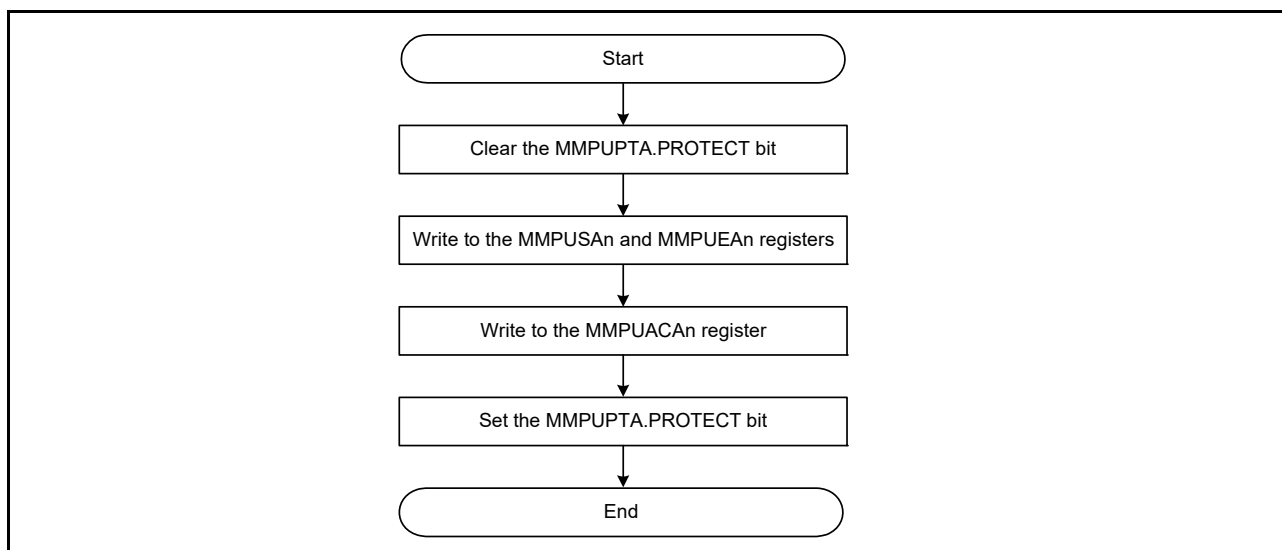 Start
Clear the MMPUPTA.PROTECT bit
Write to the MMPUSAn and MMPUEAn registers
Write to the MMPUACAn register
Set the MMPUPTA.PROTECT bit
End